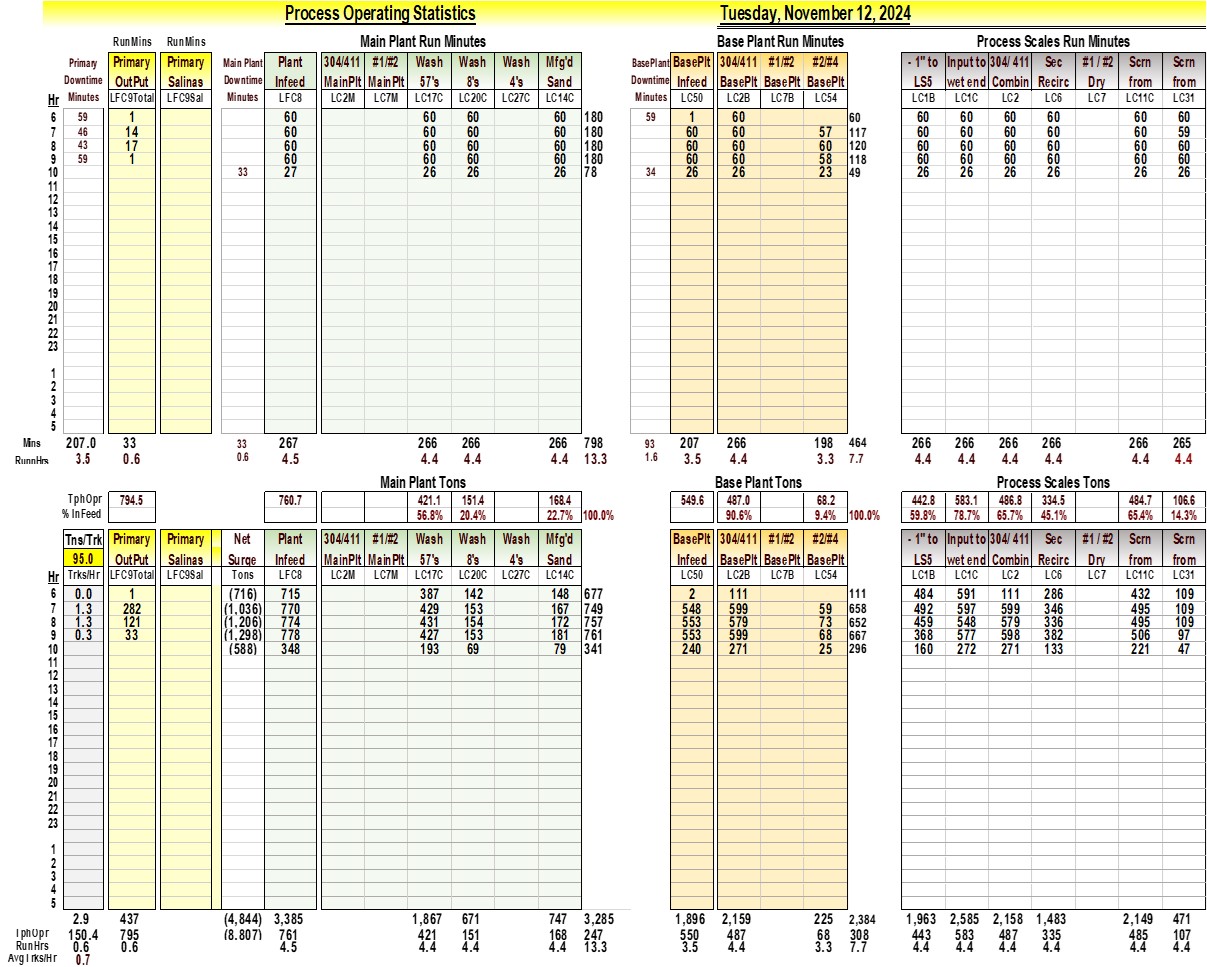 Process Operating Statistics Tuesday, November 12, 2024
RunMins RunMins Main Plant Run Minutes Base Plant Run Minutes Process Scales Run Minutes
Primary Primary Primary Main Plant Plant 304/411 #1/#2 Wash Wash Wash Mfg'd BasePlant BasePlt 304/411 #1/#2 #2/#4 - 1" to Input to 304/ 411 Sec #1 / #2 Scrn Scrn
Downtime OutPut Salinas Downtime Infeed MainPlt MainPlt 57's 8's 4's Sand Downtime Infeed BasePlt BasePlt BasePlt LS5 wet end Combin Recirc Dry from from
Hr Minutes LFC9Total LFC9Sal Minutes LFC8 LC2M LC7M LC17C LC20C LC27C LC14C Minutes LC50 LC2B LC7B LC54 LC1B LC1C LC2 LC6 LC7 LC11C LC31
6 59 1 60 60 60 60 180 59 1 60 60 60 60 60 60 60 60
7 46 14 60 60 60 60 180 60 60 57 117 60 60 60 60 60 59
8 43 17 60 60 60 60 180 60 60 60 120 60 60 60 60 60 60
9 59 1 60 60 60 60 180 60 60 58 118 60 60 60 60 60 60
10 33 27 26 26 26 78 34 26 26 23 49 26 26 26 26 26 26
11
12
13
14
15
16
17
18
19
20
21
22
23
1
2
3
4
5
Mins 207.0 33 33 267 266 266 266 798 93 207 266 198 464 266 266 266 266 266 265
RunnHrs 3.5 0.6 0.6 4.5 4.4 4.4 4.4 13.3 1.6 3.5 4.4 3.3 7.7 4.4 4.4 4.4 4.4 4.4 4.4
Main Plant Tons Base Plant Tons Process Scales Tons
TphOpr 794.5 760.7 421.1 151.4 168.4 549.6 487.0 68.2 442.8 583.1 486.8 334.5 484.7 106.6
% InFeed 56.8% 20.4% 22.7% 100.0% 90.6% 9.4% 100.0% 59.8% 78.7% 65.7% 45.1% 65.4% 14.3%
Tns/Trk Primary Primary Net Plant 304/411 #1/#2 Wash Wash Wash Mfg'd BasePlt 304/411 #1/#2 #2/#4 - 1" to Input to 304/ 411 Sec #1 / #2 Scrn Scrn
95.0 OutPut Salinas Surge Infeed MainPlt MainPlt 57's 8's 4's Sand Infeed BasePlt BasePlt BasePlt LS5 wet end Combin Recirc Dry from from
Hr Trks/Hr LFC9Total LFC9Sal Tons LFC8 LC2M LC7M LC17C LC20C LC27C LC14C LC50 LC2B LC7B LC54 LC1B LC1C LC2 LC6 LC7 LC11C LC31
6 0.0 1 (716) 715 387 142 148 677 2 111 111 484 591 111 286 432 109
7 1.3 282 (1,036) 770 429 153 167 749 548 599 59 658 492 597 599 346 495 109
8 1.3 121 (1,206) 774 431 154 172 757 553 579 73 652 459 548 579 336 495 109
9 0.3 33 (1,298) 778 427 153 181 761 553 599 68 667 368 577 598 382 506 97
10 (588) 348 193 69 79 341 240 271 25 296 160 272 271 133 221 47
11
12
13
14
15
16
17
18
19
20
21
22
23
1
2
3
4
5
2.9 437 (4,844) 3,385 1,867 671 747 3,285 1,896 2,159 225 2,384 1,963 2,585 2,158 1,483 2,149 471
TphOpr 150.4 795 (8.807) 761 421 151 168 247 550 487 68 308 443 583 487 335 485 107
RunHrs 0.6 0.6 4.5 4.4 4.4 4.4 13.3 3.5 4.4 3.3 7.7 4.4 4.4 4.4 4.4 4.4 4.4
AvgTrks/Hr 0.7